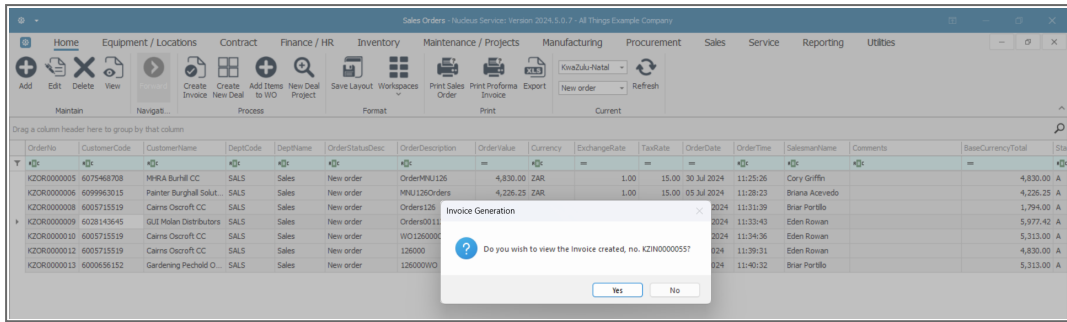 Sales Orders - Nucleus Service: Version 2024.5.0.7 - All Things Example Company
Home Equipment / Locations Contract Finance / HR Inventory Maintenance / Projects Manufacturing Procurement Sales Service Reporting Utilities
Add Edit Delete View Forward Create Invoice Create New Deal Add Items to WO New Deal Project Save Layout Workspaces Print Sales Order Print Proforma Invoice Export KwaZulu-Natal New order Refresh
Maintain Navigati... Process Format Print Current
Drag a column header here to group by that column
OrderNo CustomerCode CustomerName DeptCode DeptName OrderStatusDesc OrderDescription OrderValue Currency ExchangeRate TaxRate OrderDate OrderTime SalesmanName Comments BaseCurrencyTotal Sta
KZOR0000005 6075468708 MHRA Burhill CC SALS Sales New order OrderMNU126 4,830.00 ZAR 1.00 15.00 30 Jul 2024 11:25:26 Cory Griffin 4,830.00 A
KZOR0000006 6099963015 Painter Burghall Solut... SALS Sales New order MNU126Orders 4,226.25 ZAR 1.00 15.00 05 Jul 2024 11:28:23 Briana Acevedo 4,226.25 A
KZOR0000008 6005715519 Cairns Oscroft CC SALS Sales New order Orders126 2024 11:31:39 Briar Portillo 1,794.00 A
KZOR0000009 6028143645 GUI Molan Distributors SALS Sales New order Orders0011 2024 11:33:43 Eden Rowan 5,977.42 A
KZOR0000010 6005715519 Cairns Oscroft CC SALS Sales New order WO126000 2024 11:34:36 Eden Rowan 5,313.00 A
KZOR0000012 6005715519 Cairns Oscroft CC SALS Sales New order 126000 2024 11:39:31 Eden Rowan 4,830.00 A
KZOR0000013 6000656152 Gardening Pechold O... SALS Sales New order 126000WO 024 11:40:32 Briar Portillo 5,313.00 A
Invoice Generation
Do you wish to view the Invoice created, no. KZIN0000055?
Yes No